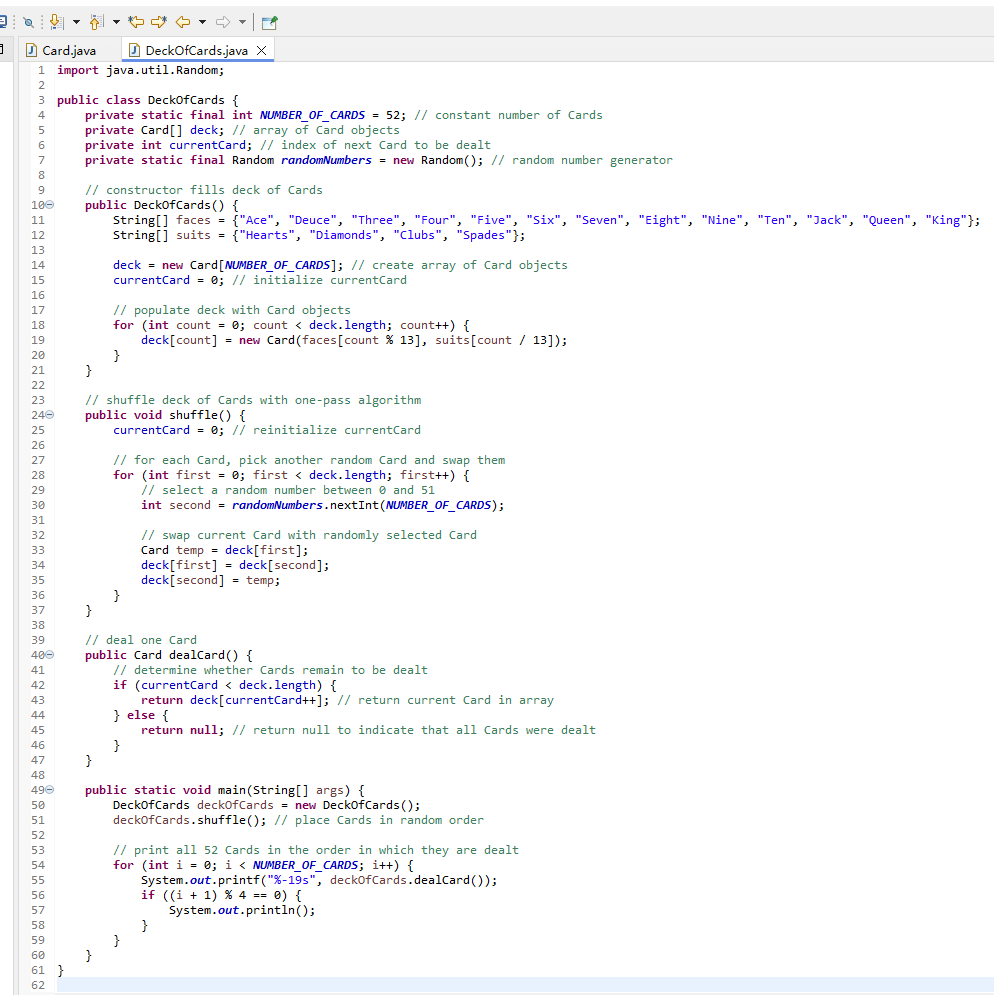 Card.java DeckOfCards.java
1 import java.util.Random;
2
3 public class DeckOfCards {
4     private static final int NUMBER_OF_CARDS = 52; // constant number of Cards
5     private Card[] deck; // array of Card objects
6     private int currentCard; // index of next Card to be dealt
7     private static final Random randomNumbers = new Random(); // random number generator
8
9     // constructor fills deck of Cards
10     public DeckOfCards() {
11         String[] faces = {"Ace", "Deuce", "Three", "Four", "Five", "Six", "Seven", "Eight", "Nine", "Ten", "Jack", "Queen", "King"};
12         String[] suits = {"Hearts", "Diamonds", "Clubs", "Spades"};
13
14         deck = new Card[NUMBER_OF_CARDS]; // create array of Card objects
15         currentCard = 0; // initialize currentCard
16
17         // populate deck with Card objects
18         for (int count = 0; count < deck.length; count++) {
19             deck[count] = new Card(faces[count % 13], suits[count / 13]);
20         }
21     }
22
23     // shuffle deck of Cards with one-pass algorithm
24     public void shuffle() {
25         currentCard = 0; // reinitialize currentCard
26
27         // for each Card, pick another random Card and swap them
28         for (int first = 0; first < deck.length; first++) {
29             // select a random number between 0 and 51
30             int second = randomNumbers.nextInt(NUMBER_OF_CARDS);
31
32             // swap current Card with randomly selected Card
33             Card temp = deck[first];
34             deck[first] = deck[second];
35             deck[second] = temp;
36         }
37     }
38
39     // deal one Card
40     public Card dealCard() {
41         // determine whether Cards remain to be dealt
42         if (currentCard < deck.length) {
43             return deck[currentCard++]; // return current Card in array
44         } else {
45             return null; // return null to indicate that all Cards were dealt
46         }
47     }
48
49     public static void main(String[] args) {
50         DeckOfCards deckOfCards = new DeckOfCards();
51         deckOfCards.shuffle(); // place Cards in random order
52
53         // print all 52 Cards in the order in which they are dealt
54         for (int i = 0; i < NUMBER_OF_CARDS; i++) {
55             System.out.printf("%-19s", deckOfCards.dealCard());
56             if ((i + 1) % 4 == 0) {
57                 System.out.println();
58             }
59         }
60     }
61 }
62